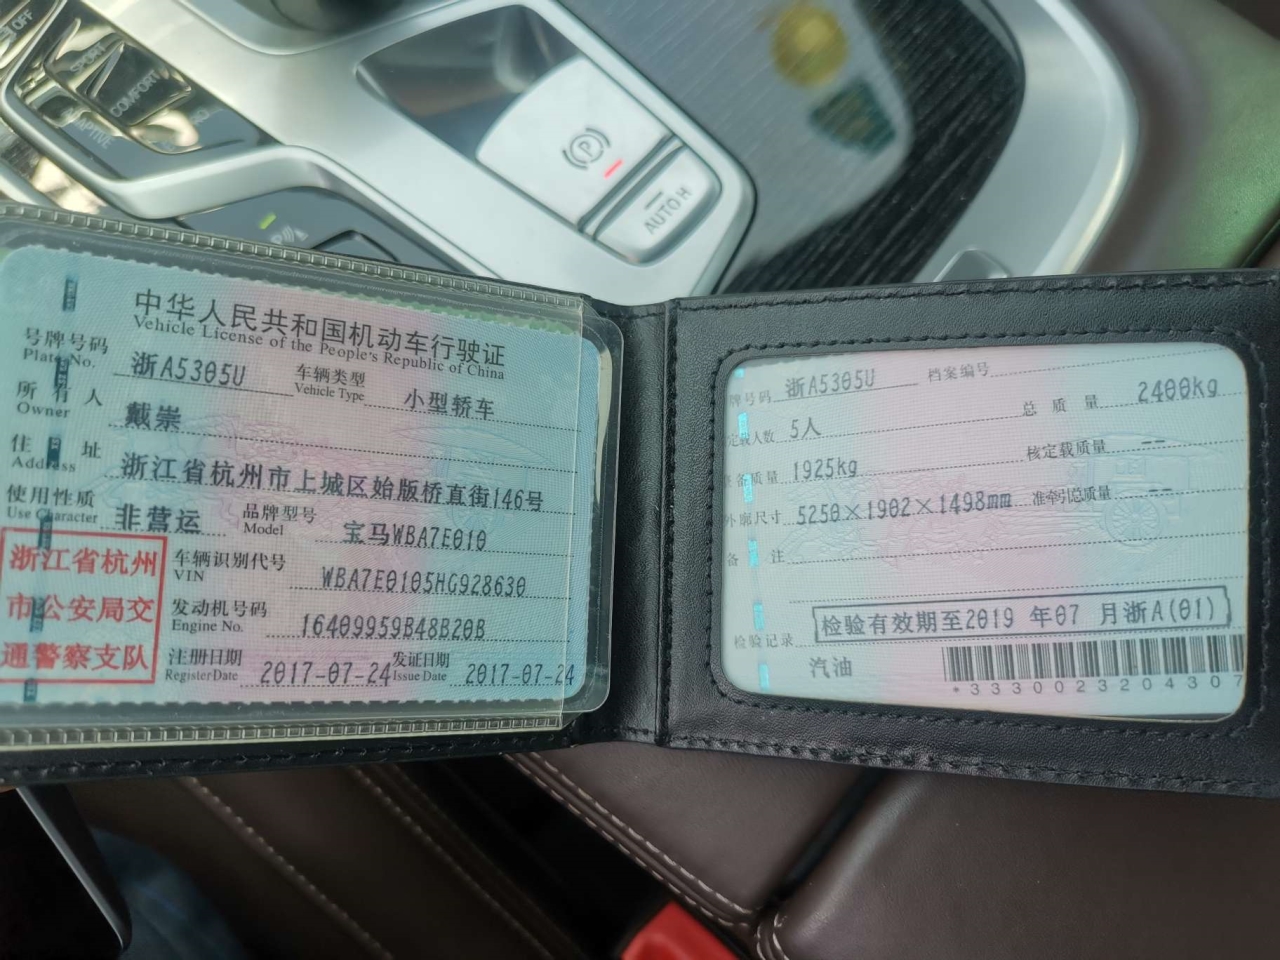 OFF
SPORT
COMFORT
ADAPTIVE
P
AUTO H
中华人民共和国机动车行驶证
Vehicle License of the People's Republic of China
号牌号码 浙A5305U 车辆类型 小型轿车
Plate No. Vehicle Type
所有人 戴崇
Owner
住址 浙江省杭州市上城区始版桥直街146号
Address
使用性质 非营运 品牌型号 宝马WBA7E010
Use Character Model
浙江省杭州
市公安局交
通警察支队
车辆识别代号 WBA7E0105HG928630
VIN
发动机号码 16409959B48B20B
Engine No.
注册日期 2017-07-24 发证日期 2017-07-24
Register Date Issue Date
牌号码 浙A5305U 档案编号
定载人数 5人 总质量 2400kg
整备质量 1925kg 核定载质量 --
外廓尺寸 5250×1902×1498mm 准牵引总质量 --
备注
检验记录 检验有效期至2019 年07 月浙A(01)
汽油
*3330023204307